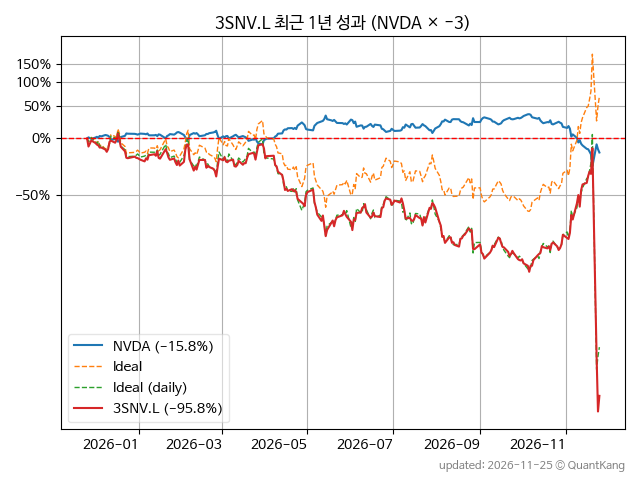 3SNV.L 최근 1년 성과 (NVDA × −3)
150%
100%
50%
0%
−50%
NVDA (−15.8%)
Ideal
Ideal (daily)
3SNV.L (−95.8%)
2026-01
2026-03
2026-05
2026-07
2026-09
2026-11
updated: 2026-11-25 © QuantKang